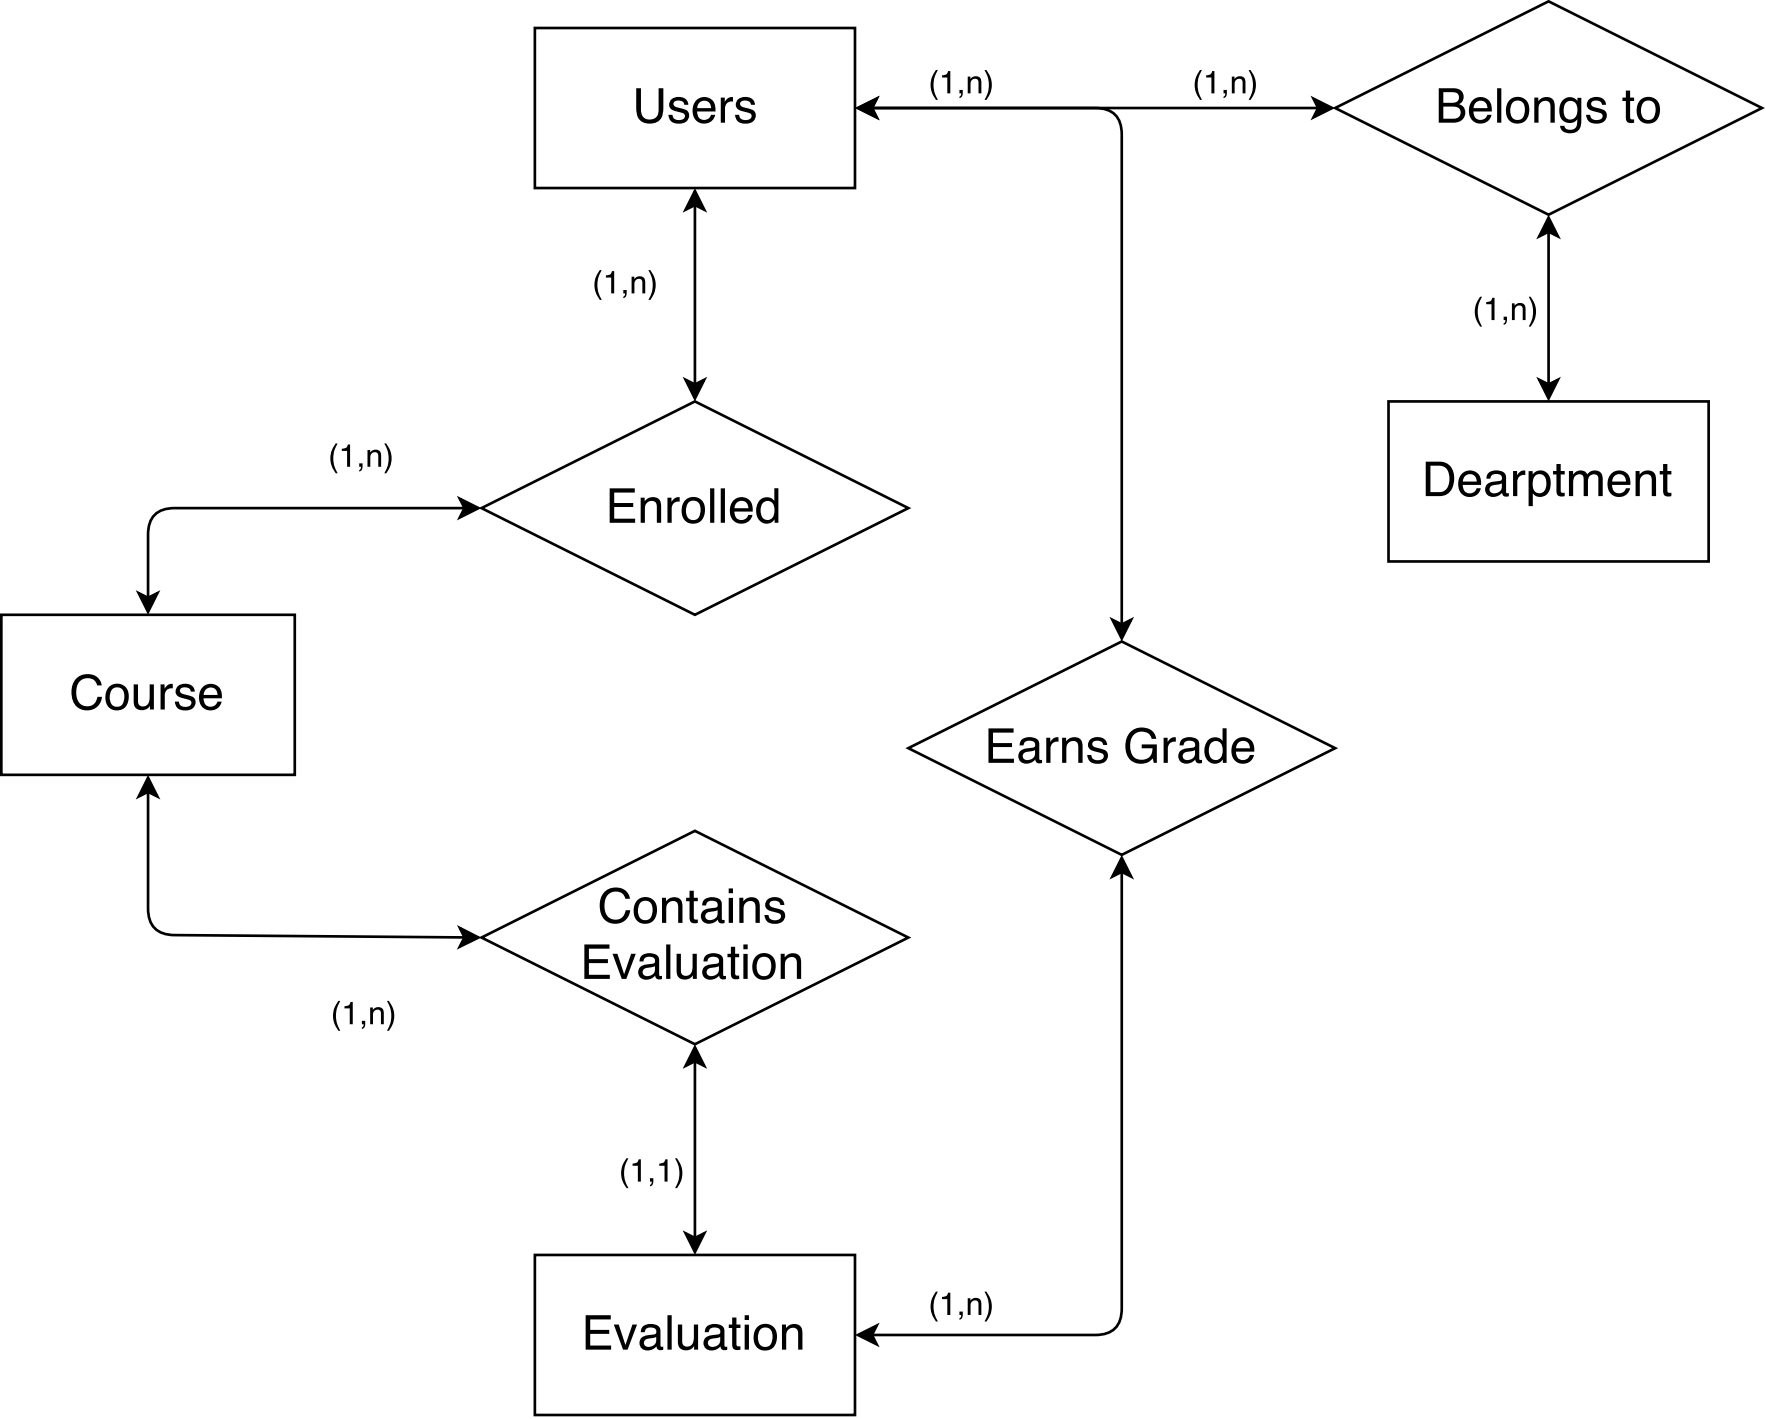 Users
(1,n)
(1,n)
Belongs to
(1,n)
(1,n)
Dearptment
(1,n)
Enrolled
Course
Earns Grade
Contains
Evaluation
(1,n)
(1,1)
Evaluation
(1,n)